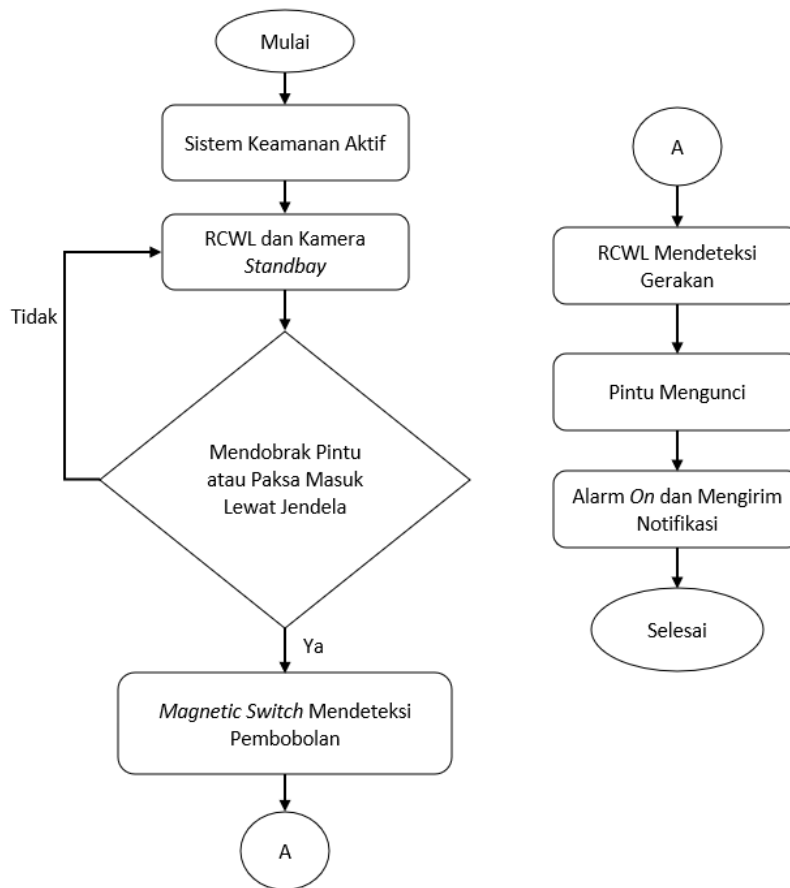 Mulai
Sistem Keamanan Aktif
RCWL dan Kamera
Standbay
Tidak
Mendobrak Pintu
atau Paksa Masuk
Lewat Jendela
Ya
Magnetic Switch Mendeteksi
Pembobolan
A
A
RCWL Mendeteksi
Gerakan
Pintu Mengunci
Alarm On dan Mengirim
Notifikasi
Selesai